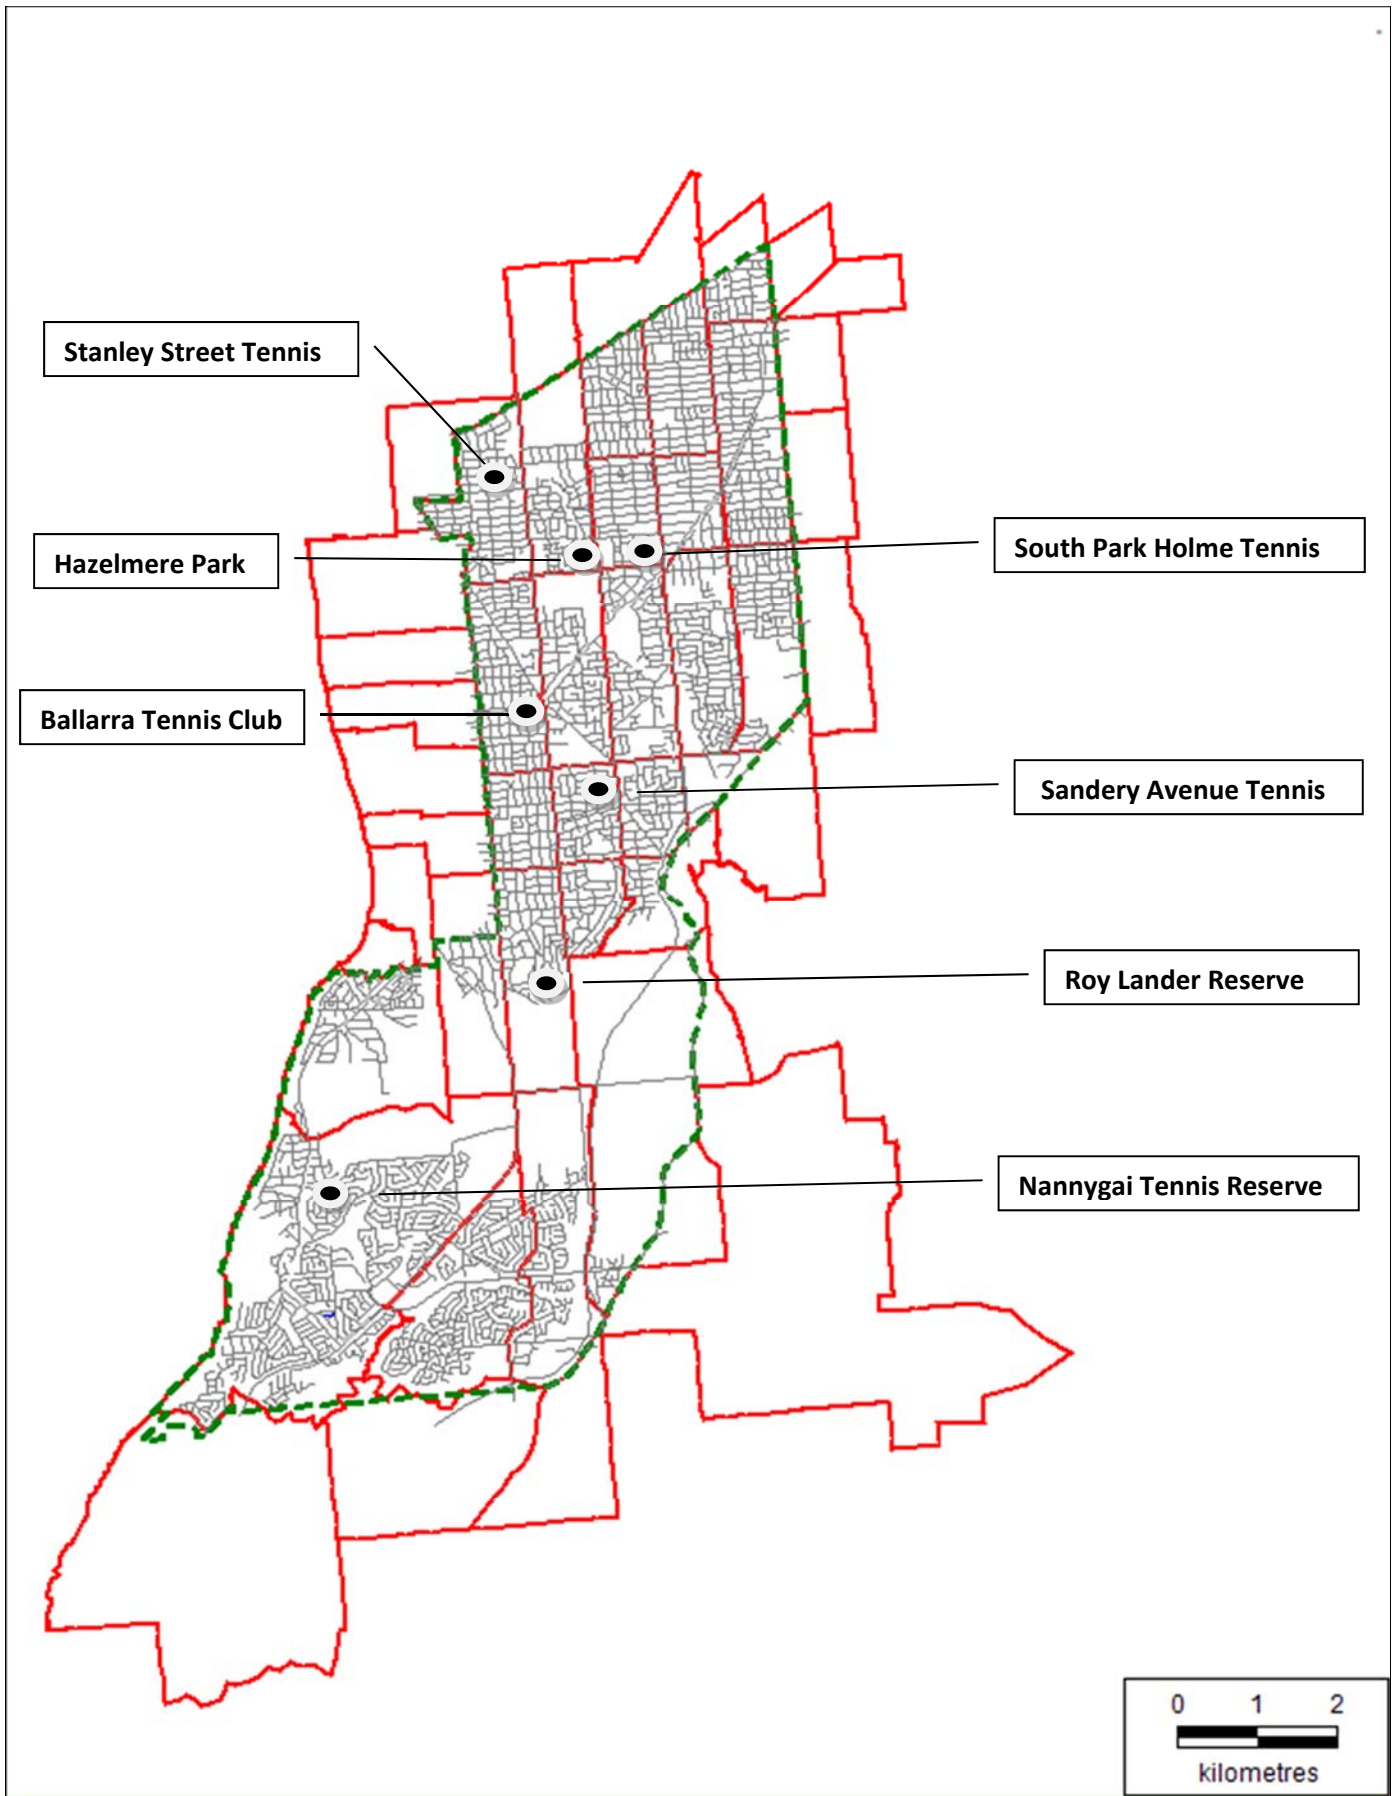 Stanley Street Tennis
Hazelmere Park
South Park Holme Tennis
Ballarra Tennis Club
Sandery Avenue Tennis
Roy Lander Reserve
Nannygai Tennis Reserve
0 1 2
kilometres